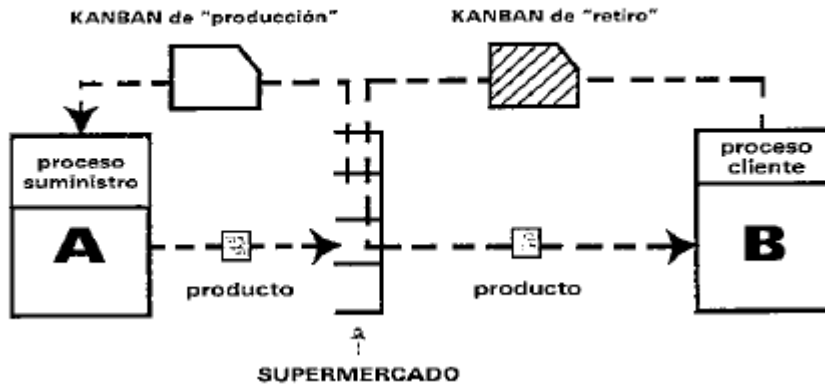 KANBAN de "producción"
KANBAN de "retiro"
proceso
suministro
A
producto
proceso
cliente
B
producto
SUPERMERCADO